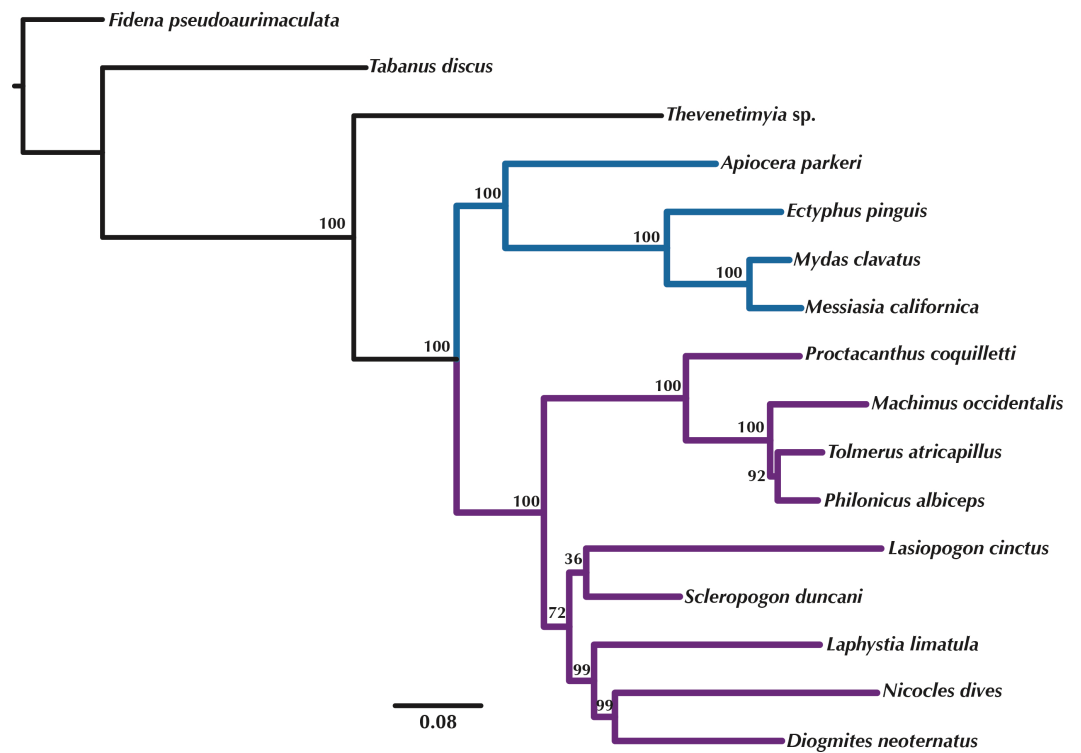 Fidena pseudoaurimaculata
Tabanus discus
Thevenetimyia sp.
Apiocera parkeri
100
Ectyphus pinguis
100
100
Mydas clavatus
100
Messiasia californica
100
Proctacanthus coquilletti
100
Machimus occidentalis
100
Tolmerus atricapillus
92
Philonicus albiceps
100
Lasiopogon cinctus
36
Scleropogon duncani
72
Laphystia limatula
99
Nicocles dives
99
0.08
Diogmites neoternatus